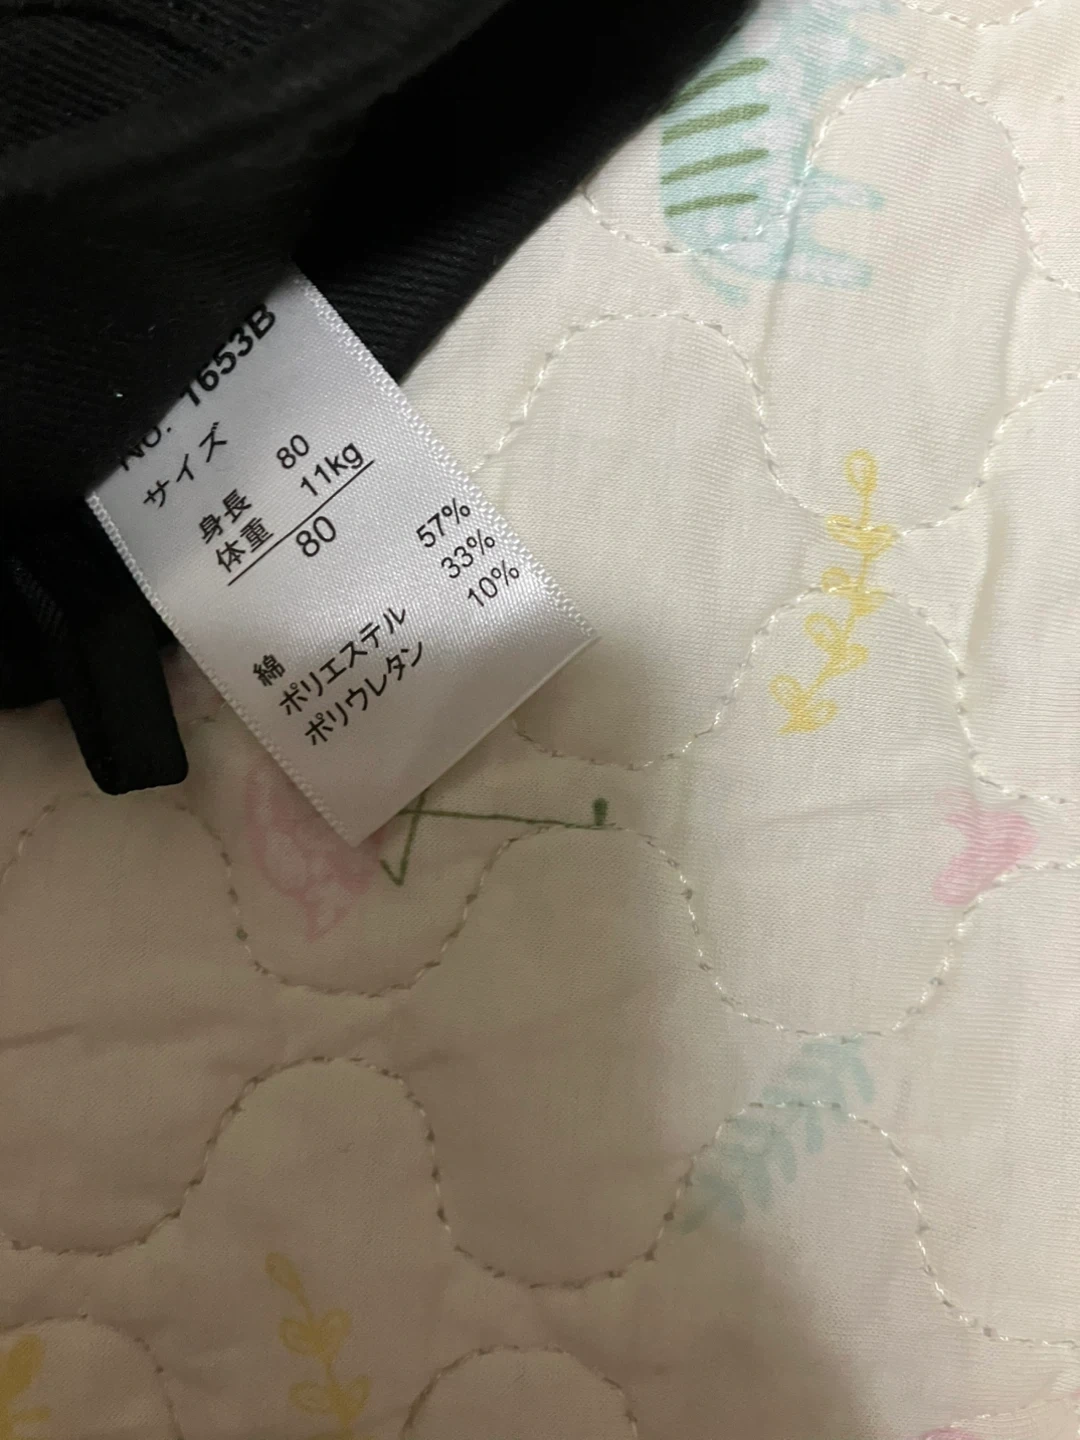 NO. 1653B
サイズ
身長 80
体重 11kg
80
綿 57%
ポリエステル 33%
ポリウレタン 10%